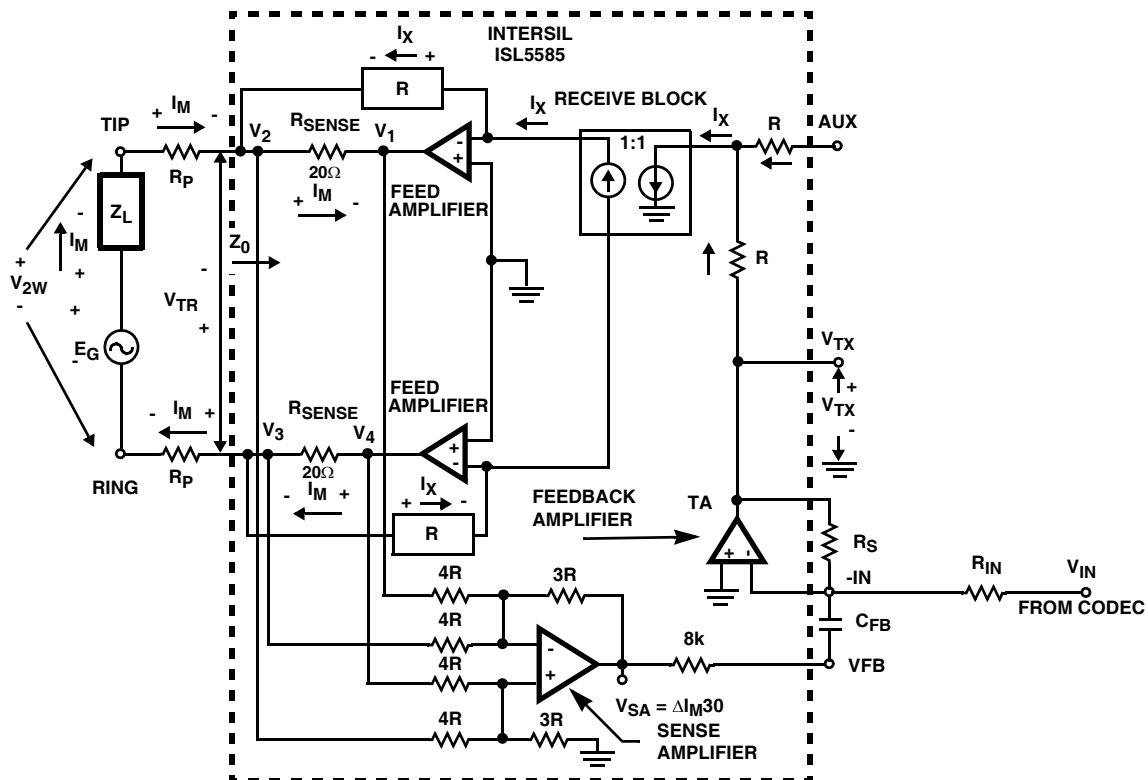 INTERSIL
ISL5585
I_X
- +
R
I_X
RECEIVE BLOCK
I_X
R
AUX
1:1
TIP
+ I_M -
R_P
V_2
R_SENSE
20Ω
V_1
- +
+ I_M -
FEED
AMPLIFIER
Z_L
- I_M +
Z_0
R
+ V_2W -
- V_TR +
+ E_G -
V_TX
+ V_TX -
FEED
AMPLIFIER
- I_M +
R_P
RING
V_3
R_SENSE
20Ω
V_4
+ -
- I_M +
+ I_X -
R
FEEDBACK
AMPLIFIER
TA
+ -
R_S
-IN
R_IN
V_IN
FROM CODEC
C_FB
VFB
4R
3R
4R
4R
4R
3R
- +
8k
V_SA = ΔI_M30
SENSE
AMPLIFIER